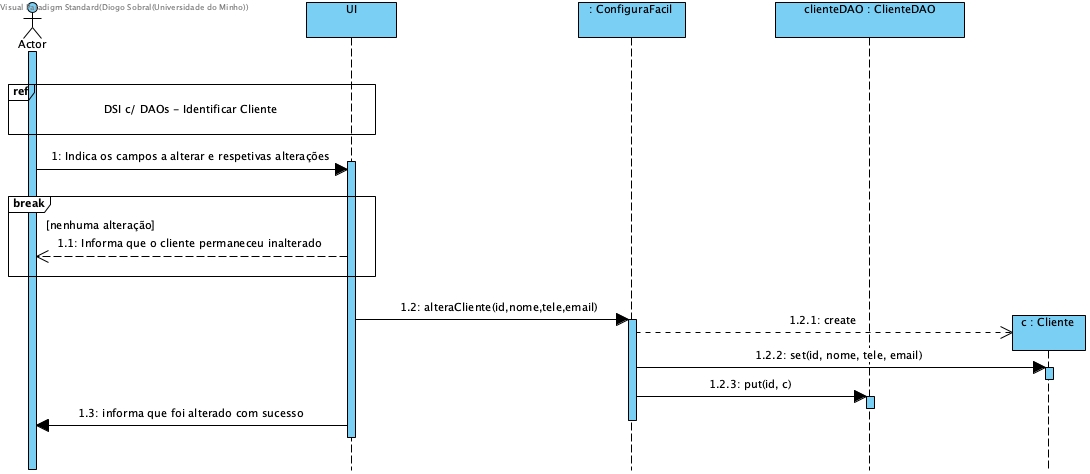 Visual Paradigm Standard(Diogo Sobral(Universidade do Minho))
UI
: ConfiguraFacil
clienteDAO : ClienteDAO
Actor
ref
DSI c/ DAOs - Identificar Cliente
1: Indica os campos a alterar e respetivas alterações
break
[nenhuma alteração]
1.1: Informa que o cliente permaneceu inalterado
1.2: alteraCliente(id,nome,tele,email)
1.2.1: create
c : Cliente
1.2.2: set(id, nome, tele, email)
1.2.3: put(id, c)
1.3: informa que foi alterado com sucesso